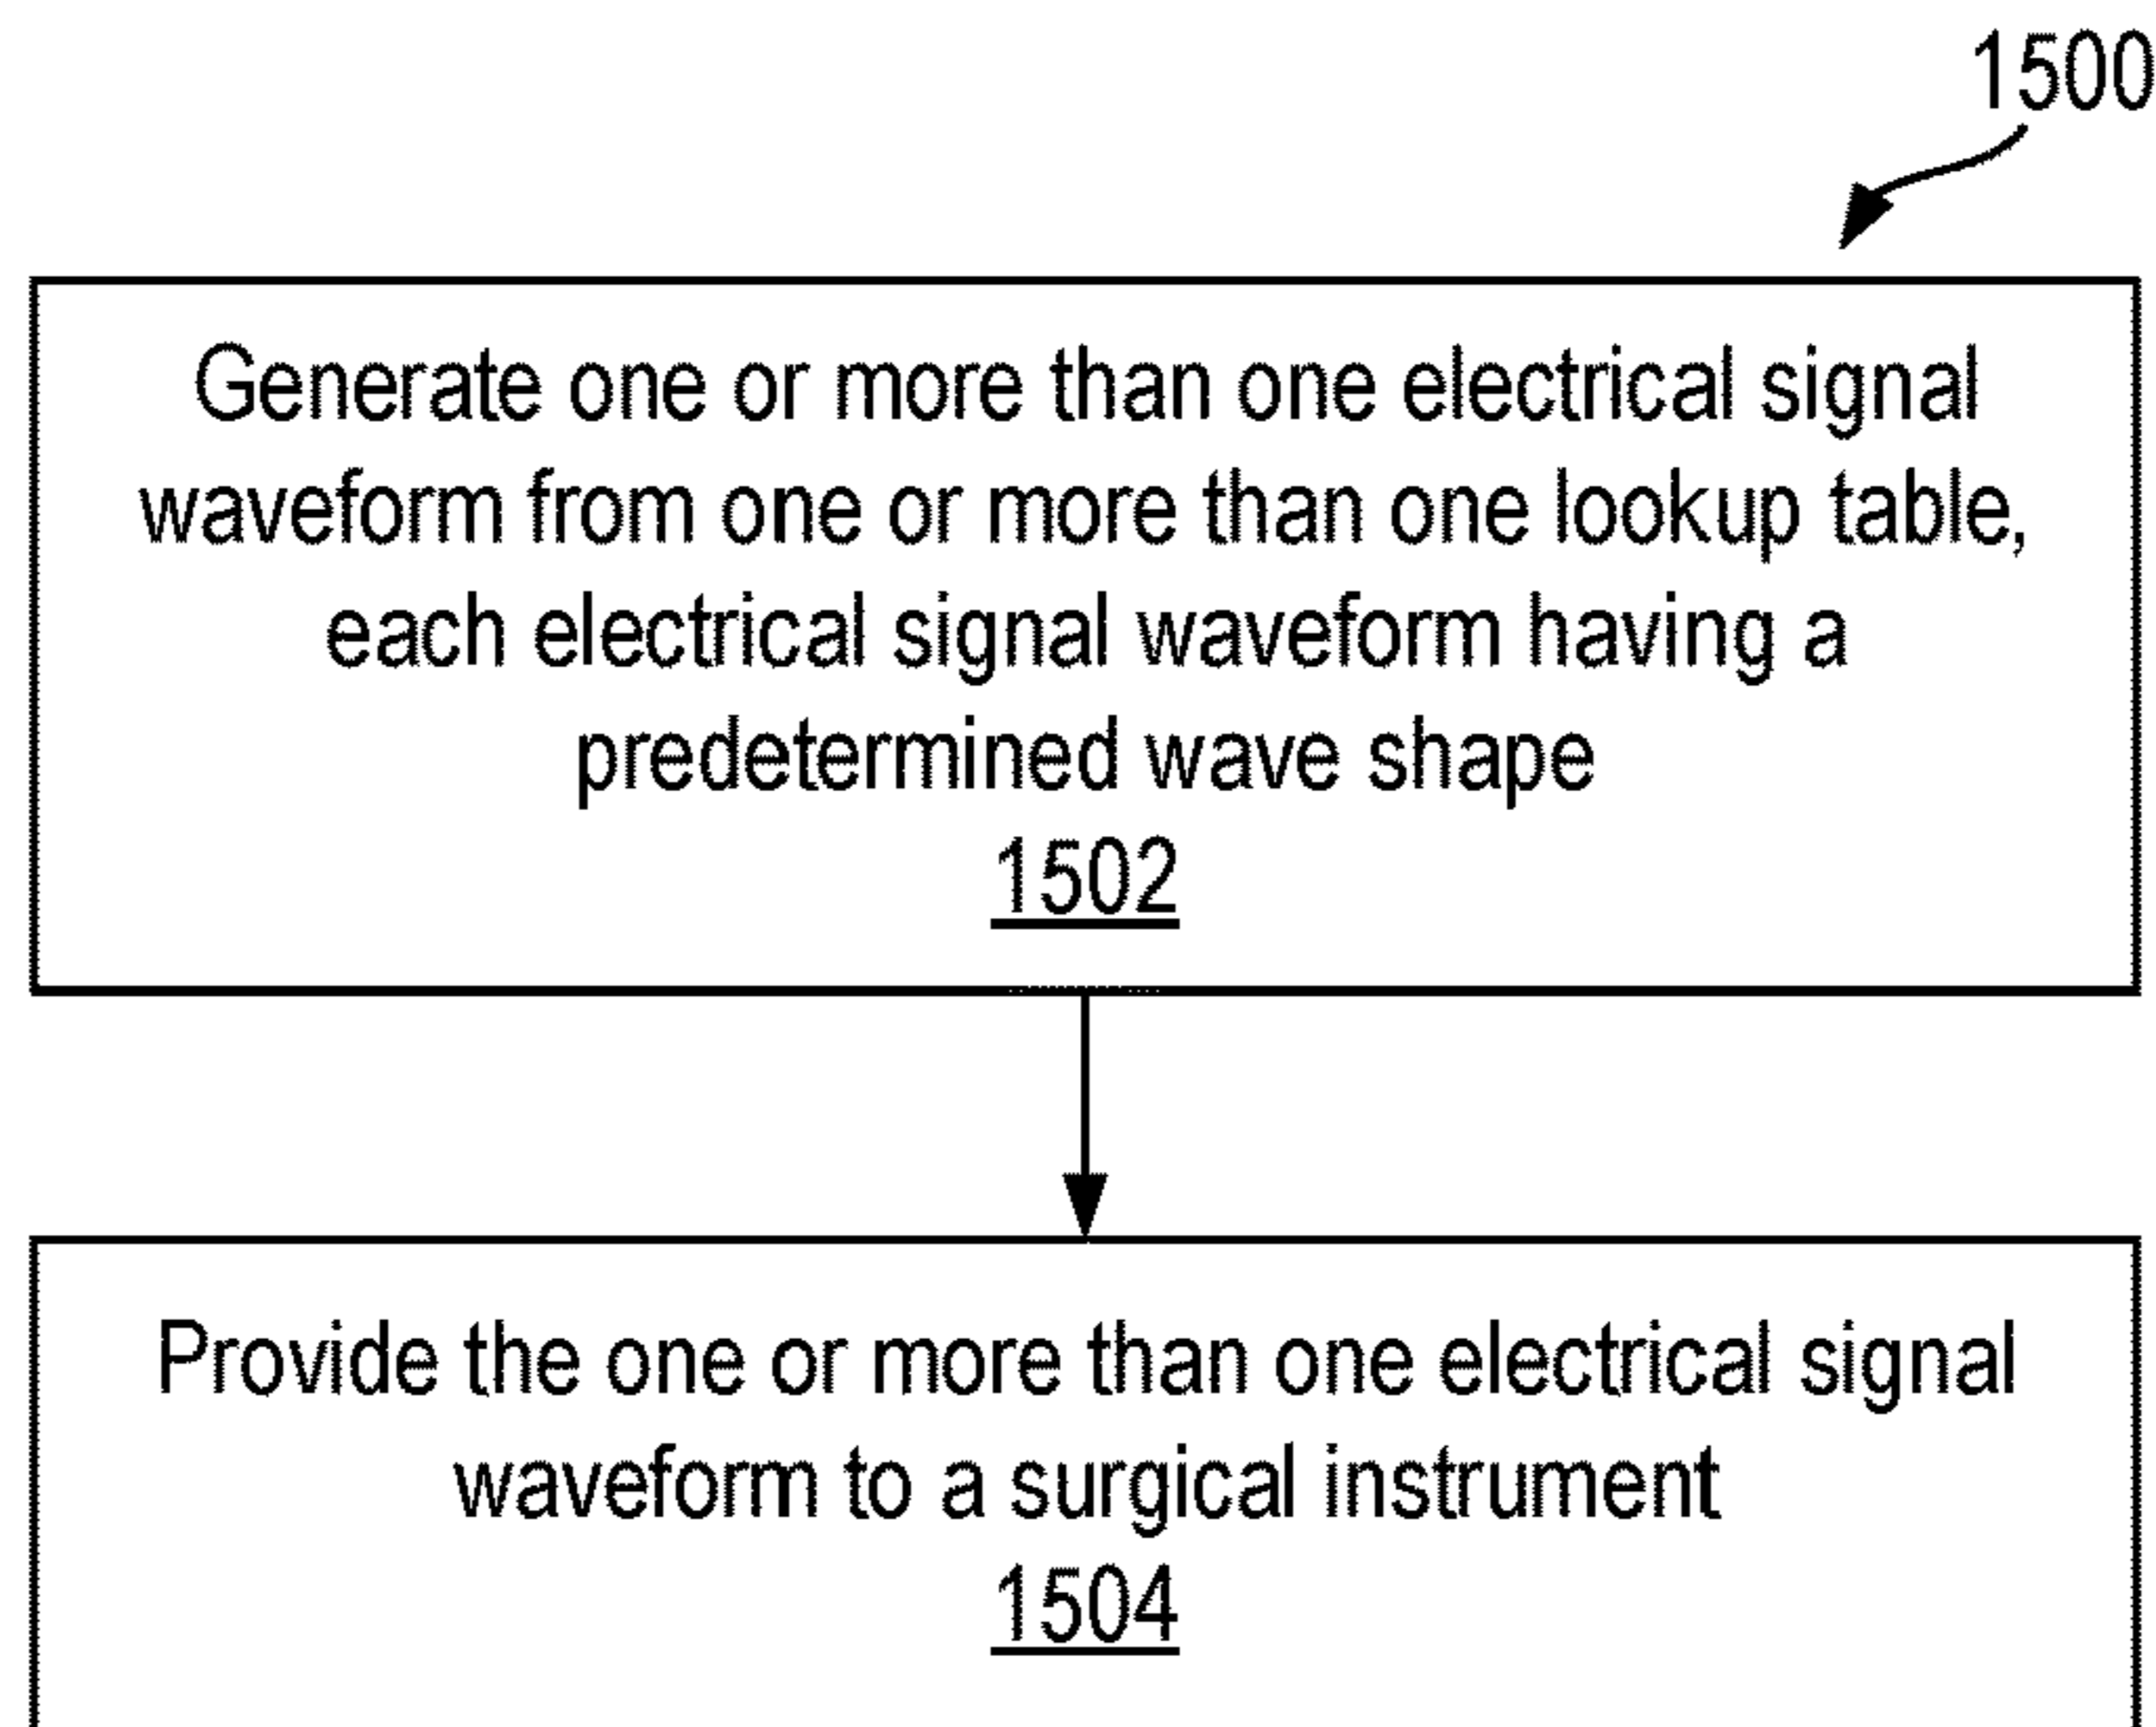 1500
Generate one or more than one electrical signal
waveform from one or more than one lookup table,
each electrical signal waveform having a
predetermined wave shape
1502
Provide the one or more than one electrical signal
waveform to a surgical instrument
1504